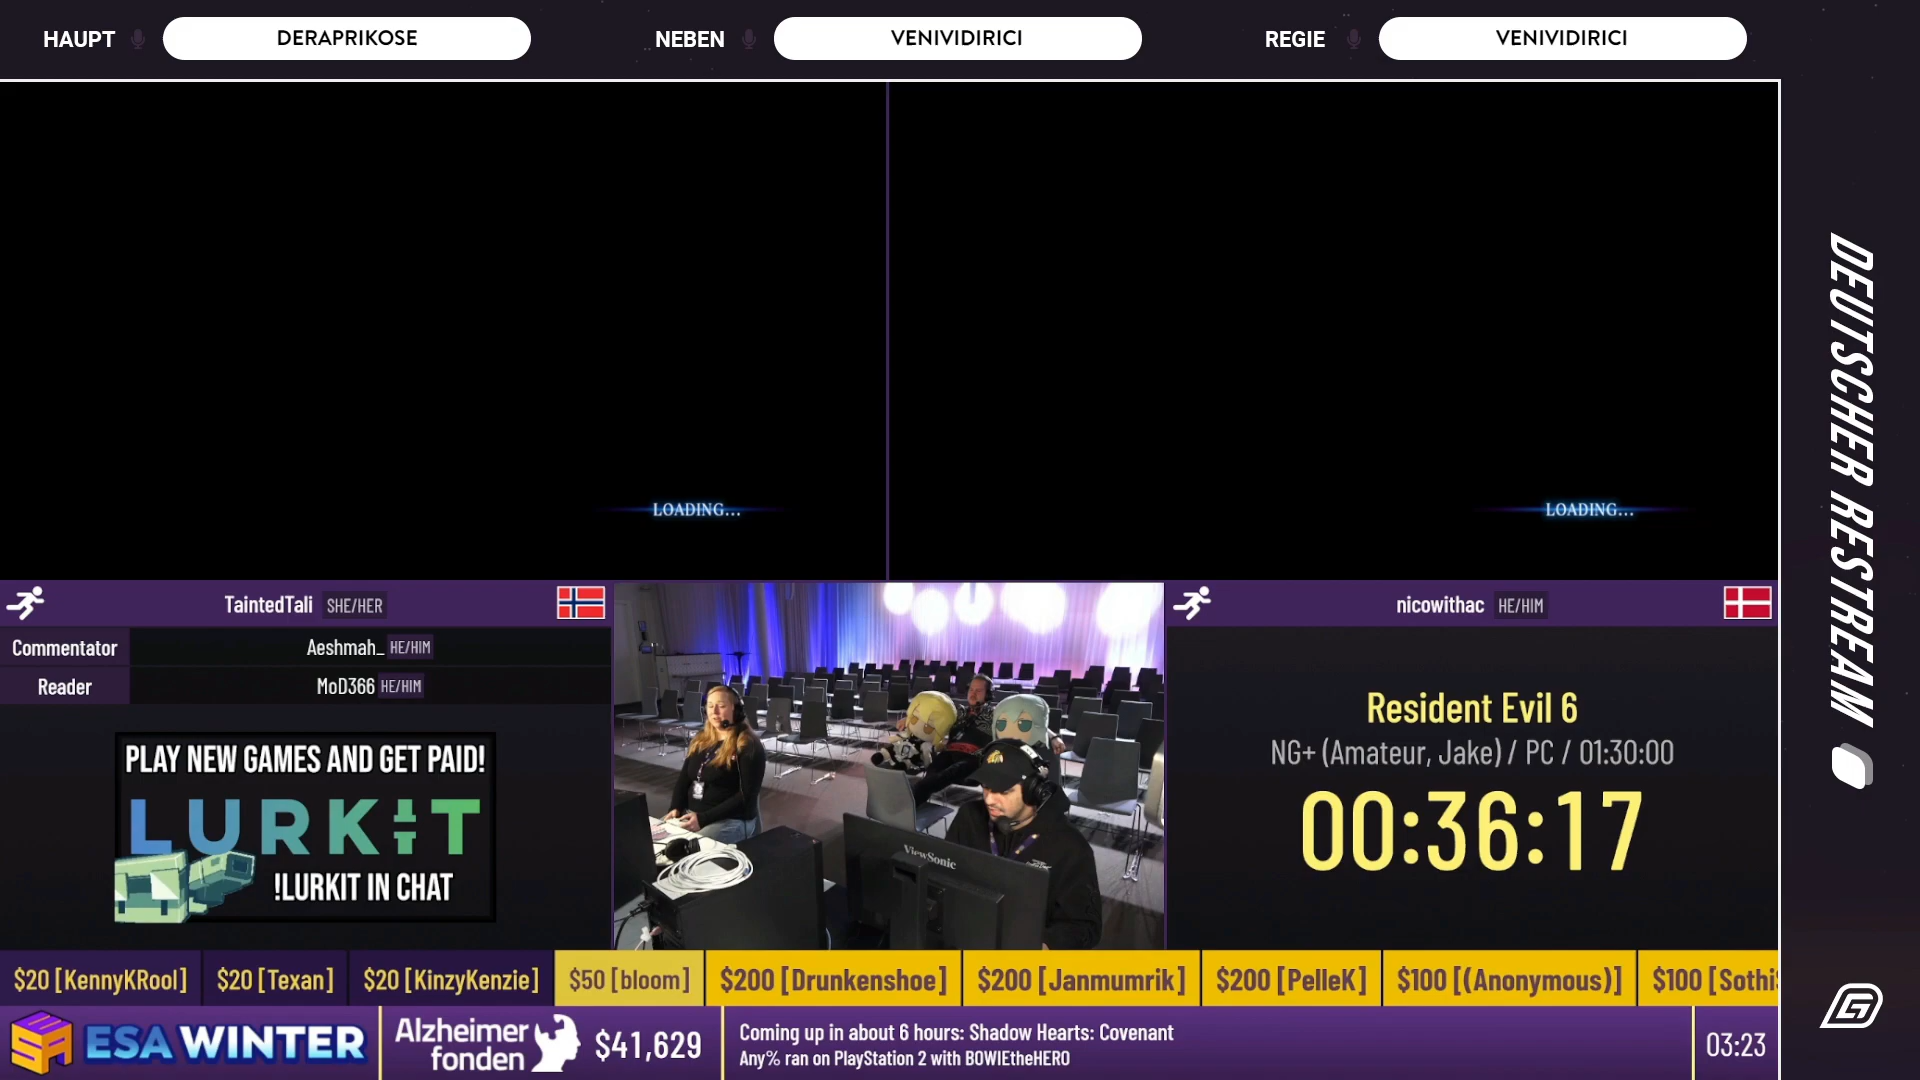 HAUPT
DERAPRIKOSE
NEBEN
VENIVIDIRICI
REGIE
VENIVIDIRICI
LOADING...
LOADING...
TaintedTali SHE/HER
Commentator
Aeshmah_ HE/HIM
Reader
MoD366 HE/HIM
PLAY NEW GAMES AND GET PAID!
LURKIT
!LURKIT IN CHAT
ViewSonic
nicowithac HE/HIM
Resident Evil 6
NG+ (Amateur, Jake) / PC / 01:30:00
00:36:17
DEUTSCHER RESTREAM
$20 [KennyKRool]
$20 [Texan]
$20 [KinzyKenzie]
$50 [bloom]
$200 [Drunkenshoe]
$200 [Janmumrik]
$200 [PelleK]
$100 [(Anonymous)]
$100 [Sothi
ESA WINTER
Alzheimer
fonden
$41,629
Coming up in about 6 hours: Shadow Hearts: Covenant
Any% ran on PlayStation 2 with BOWIEtheHERO
03:23